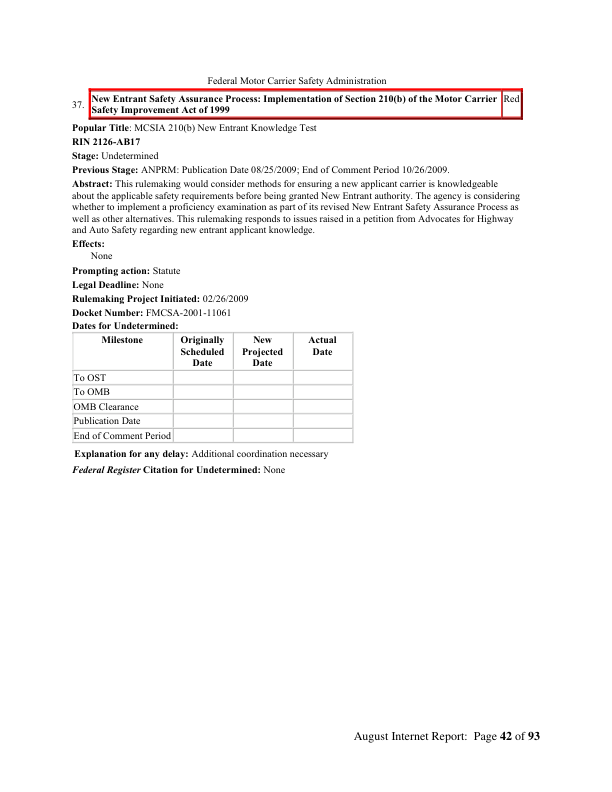 Federal Motor Carrier Safety Administration
37. New Entrant Safety Assurance Process: Implementation of Section 210(b) of the Motor Carrier Red
Safety Improvement Act of 1999
Popular Title: MCSIA 210(b) New Entrant Knowledge Test
RIN 2126-AB17
Stage: Undetermined
Previous Stage: ANPRM: Publication Date 08/25/2009; End of Comment Period 10/26/2009.
Abstract: This rulemaking would consider methods for ensuring a new applicant carrier is knowledgeable
about the applicable safety requirements before being granted New Entrant authority. The agency is considering
whether to implement a proficiency examination as part of its revised New Entrant Safety Assurance Process as
well as other alternatives. This rulemaking responds to issues raised in a petition from Advocates for Highway
and Auto Safety regarding new entrant applicant knowledge.
Effects:
None
Prompting action: Statute
Legal Deadline: None
Rulemaking Project Initiated: 02/26/2009
Docket Number: FMCSA-2001-11061
Dates for Undetermined:
Milestone Originally New Actual
Scheduled Projected Date
Date Date
To OST
To OMB
OMB Clearance
Publication Date
End of Comment Period
Explanation for any delay: Additional coordination necessary
Federal Register Citation for Undetermined: None
August Internet Report: Page 42 of 93